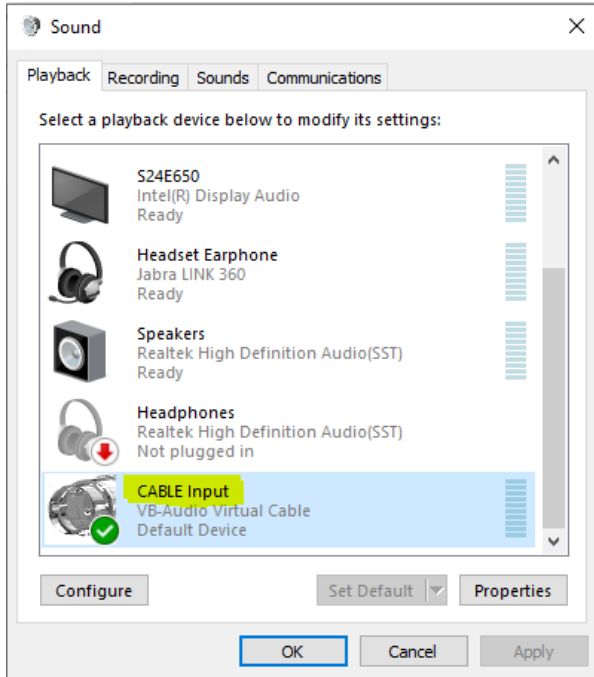 Sound
Playback Recording Sounds Communications
Select a playback device below to modify its settings:
S24E650
Intel(R) Display Audio
Ready
Headset Earphone
Jabra LINK 360
Ready
Speakers
Realtek High Definition Audio(SST)
Ready
Headphones
Realtek High Definition Audio(SST)
Not plugged in
CABLE Input
VB-Audio Virtual Cable
Default Device
Configure Set Default Properties
OK Cancel Apply